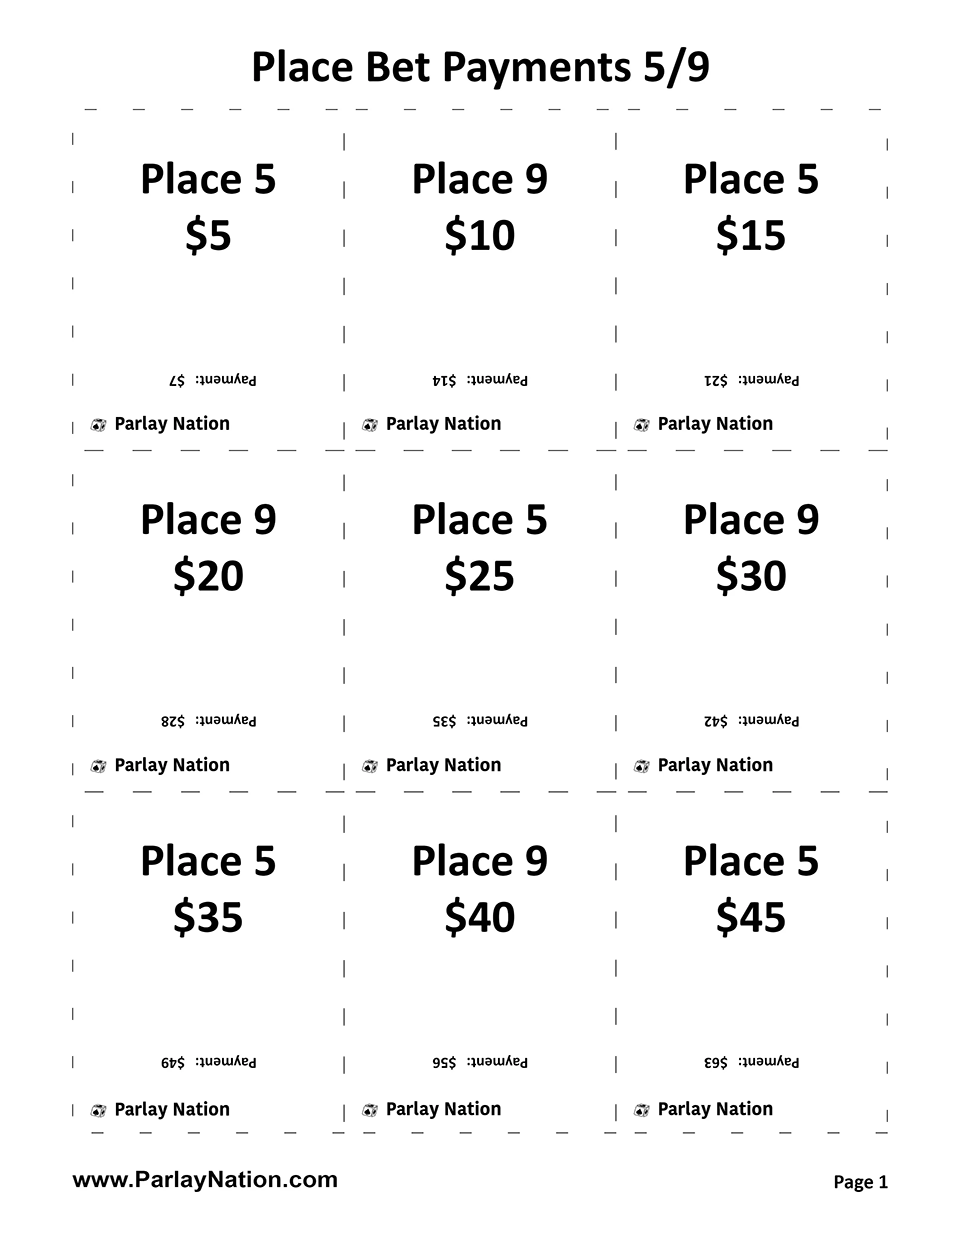 Place Bet Payments 5/9
Place 5
$5
Payment: $7
Parlay Nation
Place 9
$10
Payment: $14
Parlay Nation
Place 5
$15
Payment: $21
Parlay Nation
Place 9
$20
Payment: $28
Parlay Nation
Place 5
$25
Payment: $35
Parlay Nation
Place 9
$30
Payment: $42
Parlay Nation
Place 5
$35
Payment: $49
Parlay Nation
Place 9
$40
Payment: $56
Parlay Nation
Place 5
$45
Payment: $63
Parlay Nation
www.ParlayNation.com
Page 1